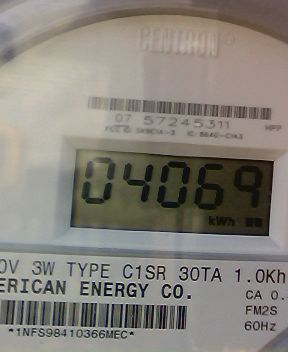 CENTRON
07 57245311
04069
kWh
0V 3W TYPE C1SR 30TA 1.0Kh
ERICAN ENERGY CO.
CA 0.
FM2S
60Hz
*1NFS98410366MEC*